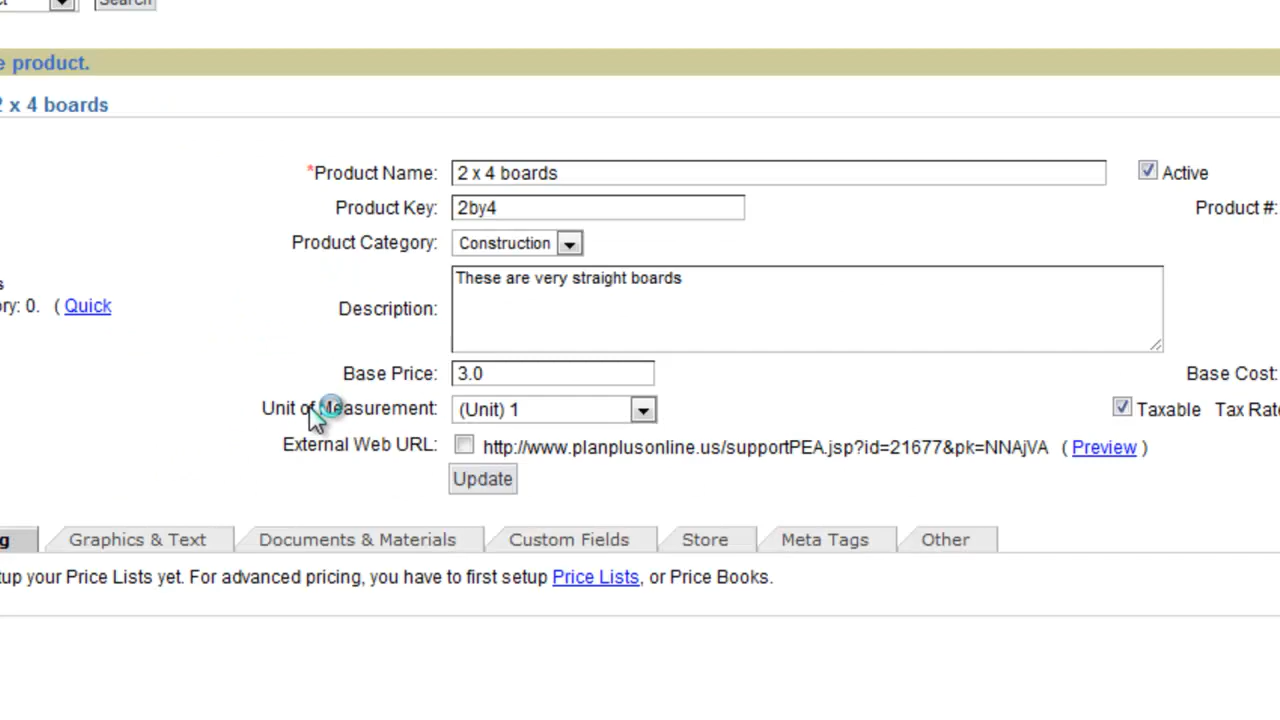 Search
e product.
2 x 4 boards
*Product Name: 2 x 4 boards Active
Product Key: 2by4 Product #:
Product Category: Construction
These are very straight boards
Description:
ry: 0. ( Quick
Base Price: 3.0 Base Cost:
Unit of Measurement: (Unit) 1 Taxable Tax Rat
External Web URL: http://www.planplusonline.us/supportPEA.jsp?id=21677&pk=NNAjVA ( Preview )
Update
g Graphics & Text Documents & Materials Custom Fields Store Meta Tags Other
tup your Price Lists yet. For advanced pricing, you have to first setup Price Lists, or Price Books.